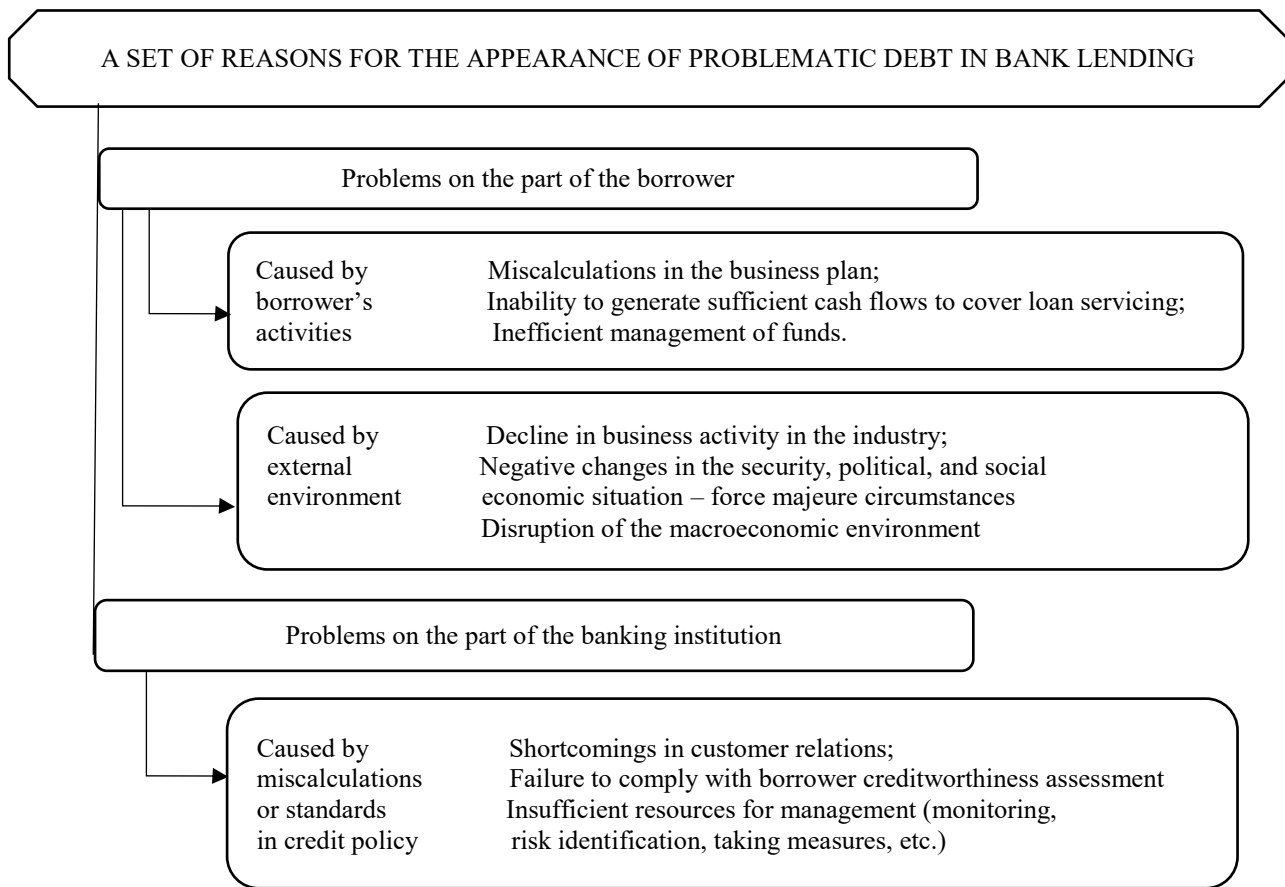 A SET OF REASONS FOR THE APPEARANCE OF PROBLEMATIC DEBT IN BANK LENDING
Problems on the part of the borrower
Caused by
borrower’s
activities
Miscalculations in the business plan;
Inability to generate sufficient cash flows to cover loan servicing;
Inefficient management of funds.
Caused by
external
environment
Decline in business activity in the industry;
Negative changes in the security, political, and social
economic situation – force majeure circumstances
Disruption of the macroeconomic environment
Problems on the part of the banking institution
Caused by
miscalculations
or standards
in credit policy
Shortcomings in customer relations;
Failure to comply with borrower creditworthiness assessment
Insufficient resources for management (monitoring,
risk identification, taking measures, etc.)